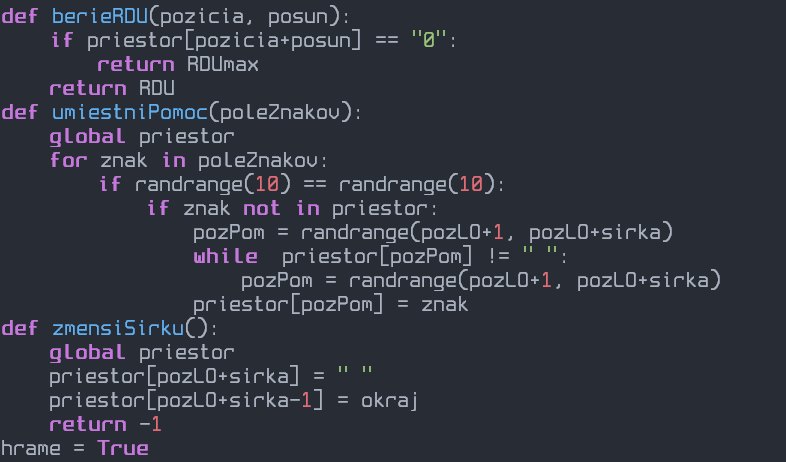 def berieRDU(pozicia, posun):
    if priestor[pozicia+posun] == "0":
        return RDUmax
    return RDU
def umiestniPomoc(poleZnakov):
    global priestor
    for znak in poleZnakov:
        if randrange(10) == randrange(10):
            if znak not in priestor:
                pozPom = randrange(pozLO+1, pozLO+sirka)
                while  priestor[pozPom] != " ":
                    pozPom = randrange(pozLO+1, pozLO+sirka)
                priestor[pozPom] = znak
def zmensiSirku():
    global priestor
    priestor[pozLO+sirka] = " "
    priestor[pozLO+sirka-1] = okraj
    return -1
hrame = True